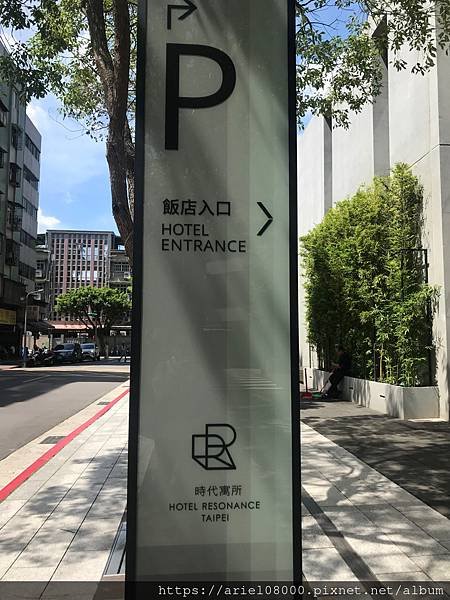 P
飯店入口
HOTEL
ENTRANCE
時代寓所
HOTEL RESONANCE
TAIPEI
https://ariel08000.pixnet.net/album